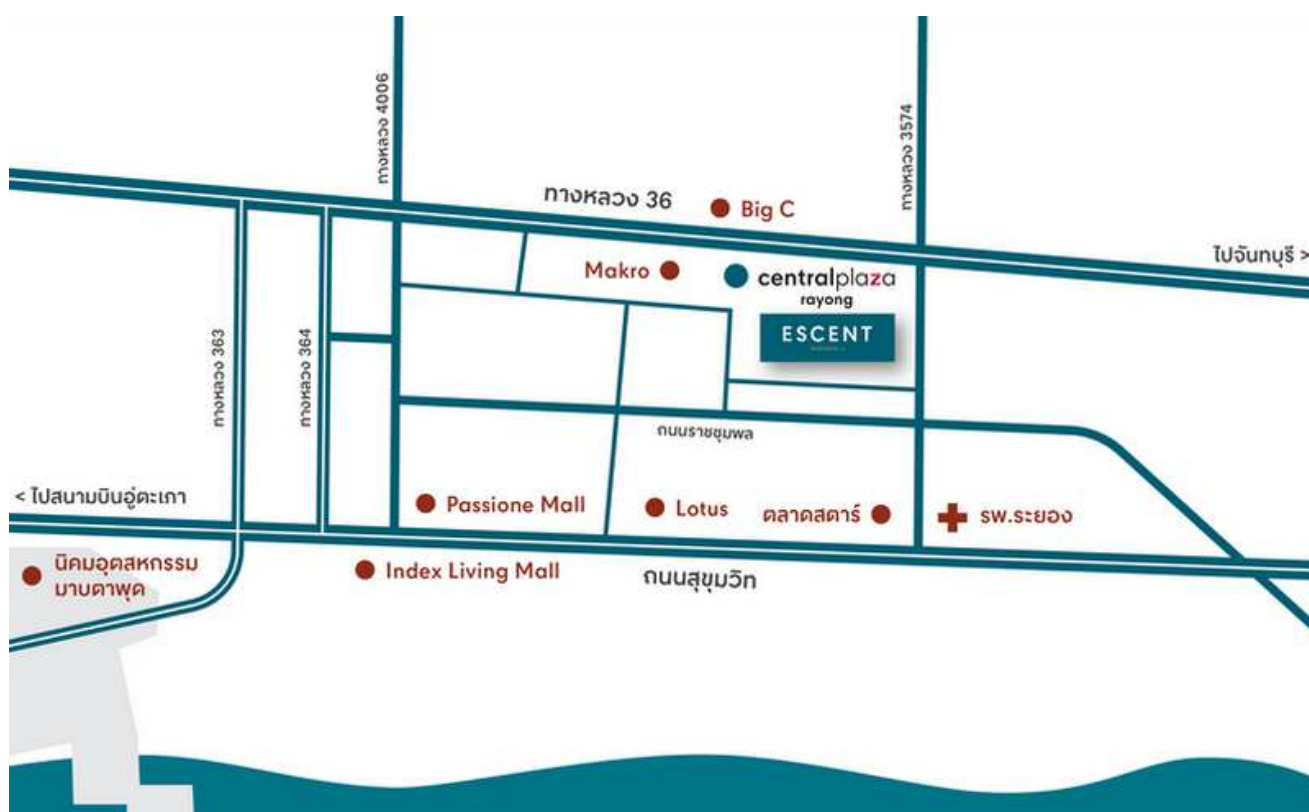 ทางหลวง 4006
ทางหลวง 3574
ทางหลวง 36
Big C
ไปจันทบุรี >
Makro
centralplaza
rayong
ESCENT
ทางหลวง 363
ทางหลวง 364
ถนนราชชุมพล
< ไปสนามบินอู่ตะเภา
Passione Mall
Lotus
ตลาดสตาร์
รพ.ระยอง
นิคมอุตสหกรรม
มาบตาพุด
Index Living Mall
ถนนสุขุมวิท